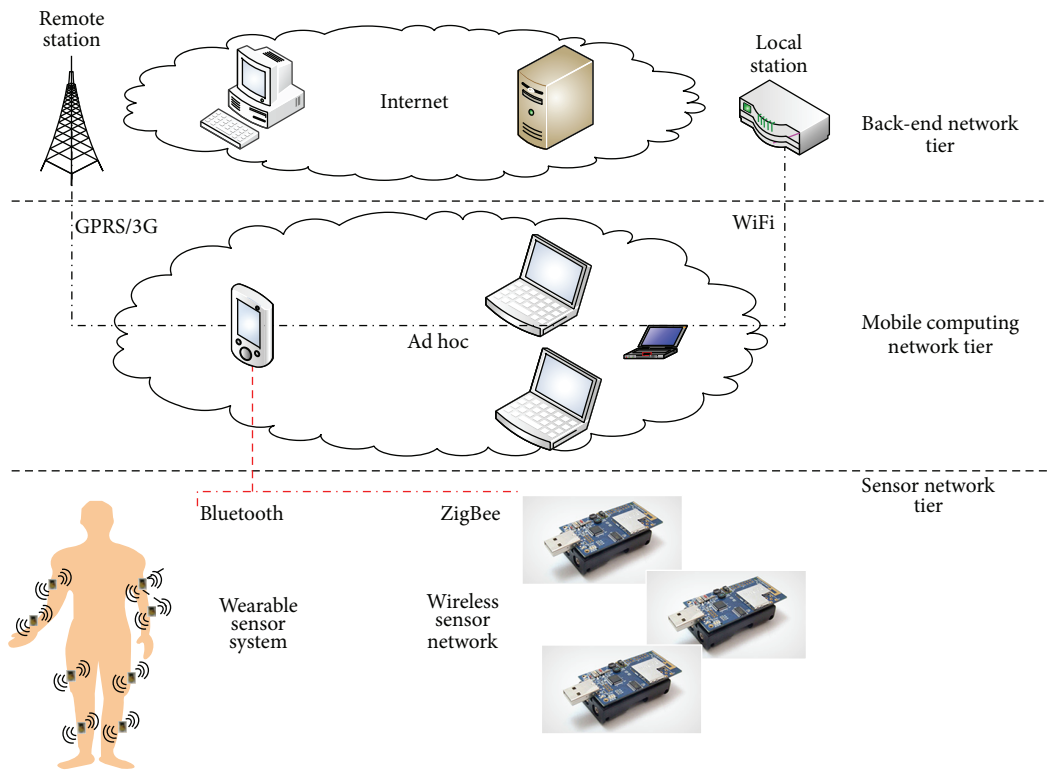 Remote
station
Internet
Local
station
Back-end network
tier
GPRS/3G
WiFi
Ad hoc
Mobile computing
network tier
Sensor network
tier
Bluetooth
ZigBee
Wearable
sensor
system
Wireless
sensor
network